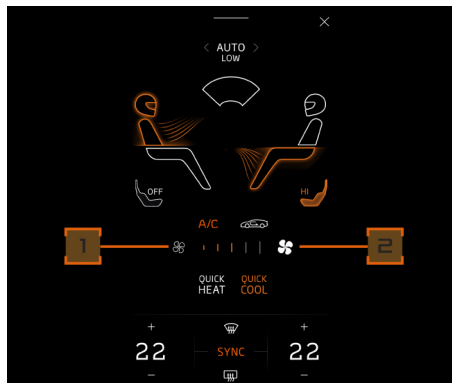 AUTO
LOW
OFF
HI
A/C
1
2
QUICK
HEAT
QUICK
COOL
+
+
22
SYNC
22
−
−